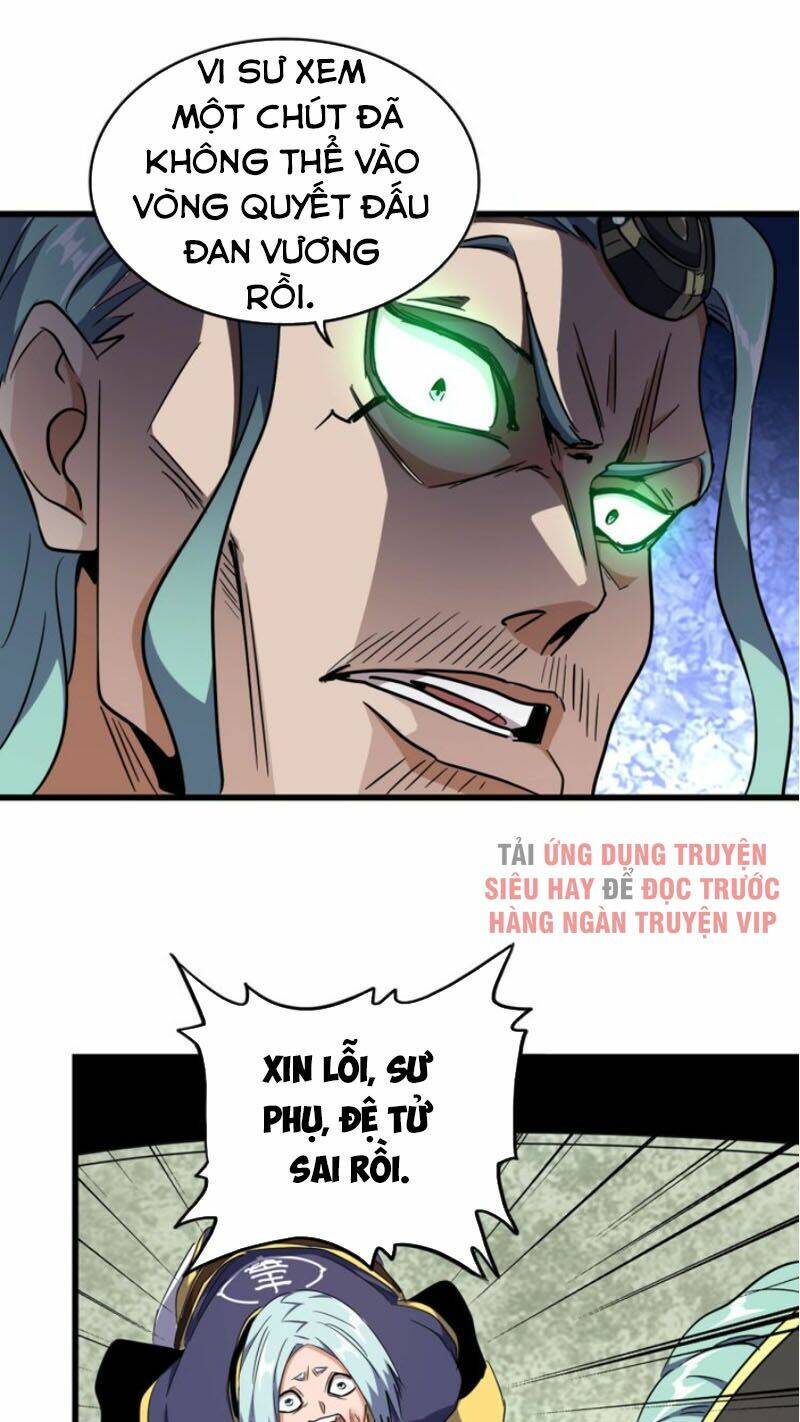 VI SƯ XEM
MỘT CHÚT ĐÃ
KHÔNG THỂ VÀO
VÒNG QUYẾT ĐẤU
ĐAN VƯƠNG
RỒI.
TẢI ỨNG DỤNG TRUYỆN
SIÊU HAY ĐỂ ĐỌC TRƯỚC
HÀNG NGÀN TRUYỆN VIP
XIN LỖI, SƯ
PHỤ, ĐỆ TỬ
SAI RỒI.